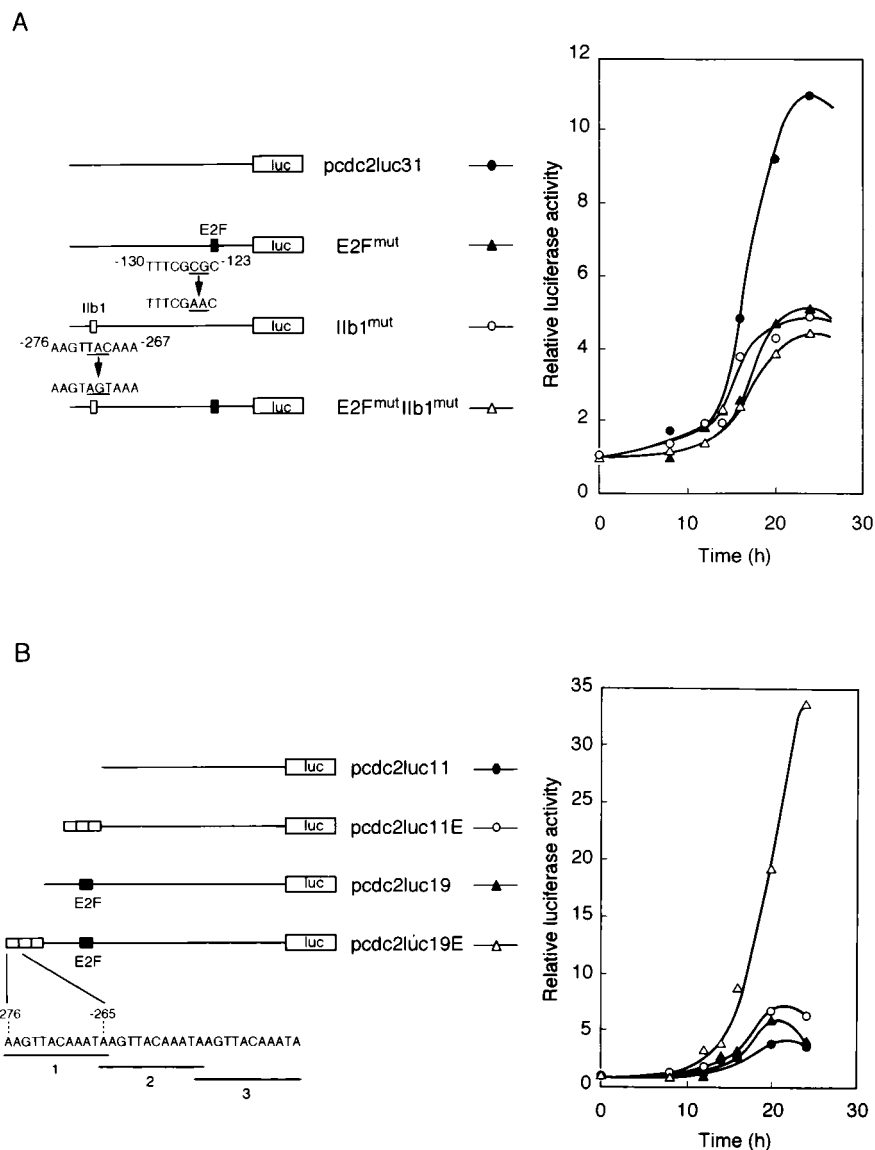 A
luc
pcdc2luc31
E2F
luc
E2Fmut
-130TTTCGCGC-123
TTTCGAAC
IIb1
luc
IIb1mut
-276AAGTTACAAA-267
AAGTAGTAAA
luc
E2FmutIIb1mut
Relative luciferase activity
12
10
8
6
4
2
0
0 10 20 30
Time (h)
B
luc
pcdc2luc11
luc
pcdc2luc11E
luc
pcdc2luc19
E2F
luc
pcdc2luc19E
E2F
-276 -265
AAGTTACAAATAAGTTACAAATAAGTTACAAATA
1
2
3
Relative luciferase activity
35
30
25
20
15
10
5
0
0 10 20 30
Time (h)